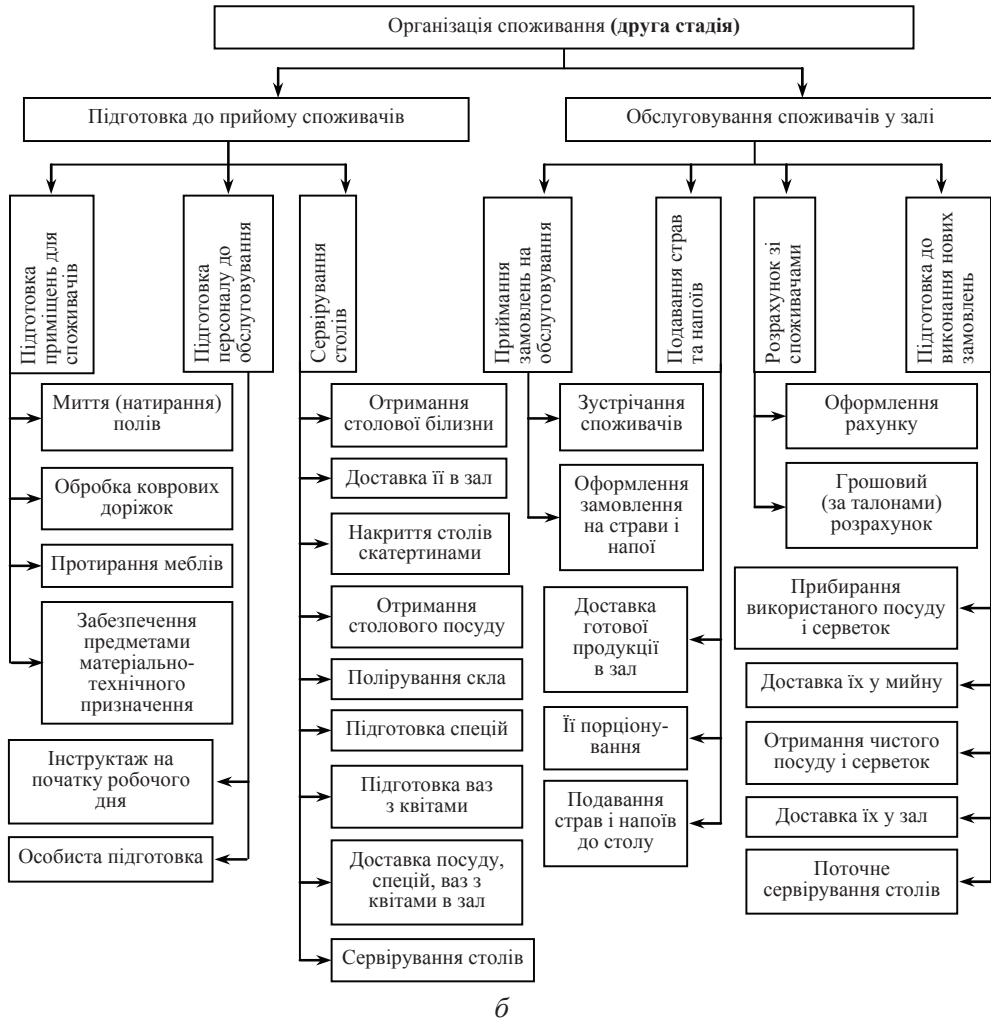 Організація споживання (друга стадія)
Підготовка до прийому споживачів
Обслуговування споживачів у залі
Підготовка
приміщень для
споживачів
Підготовка
персоналу до
обслуговування
Сервірування
столів
Приймання
замовлень на
обслуговування
Подавання страв
та напоїв
Розрахунок зі
споживачами
Підготовка до
виконання нових
замовлень
Миття (натирання)
полів
Обробка коврових
доріжок
Протирання меблів
Забезпечення
предметами
матеріально-
технічного
призначення
Інструктаж на
початку робочого
дня
Особиста підготовка
Отримання
столової білизни
Доставка її в зал
Накриття столів
скатертинами
Отримання
столового посуду
Полірування скла
Підготовка спецій
Підготовка ваз
з квітами
Доставка посуду,
спецій, ваз з
квітами в зал
Сервірування столів
Зустрічання
споживачів
Оформлення
замовлення
на страви і
напої
Доставка
готової
продукції
в зал
Її порціону-
вання
Подавання
страв і напоїв
до столу
Оформлення
рахунку
Грошовий
(за талонами)
розрахунок
Прибирання
використаного посуду
і серветок
Доставка їх у мийну
Отримання чистого
посуду і серветок
Доставка їх у зал
Поточне
сервірування столів
б